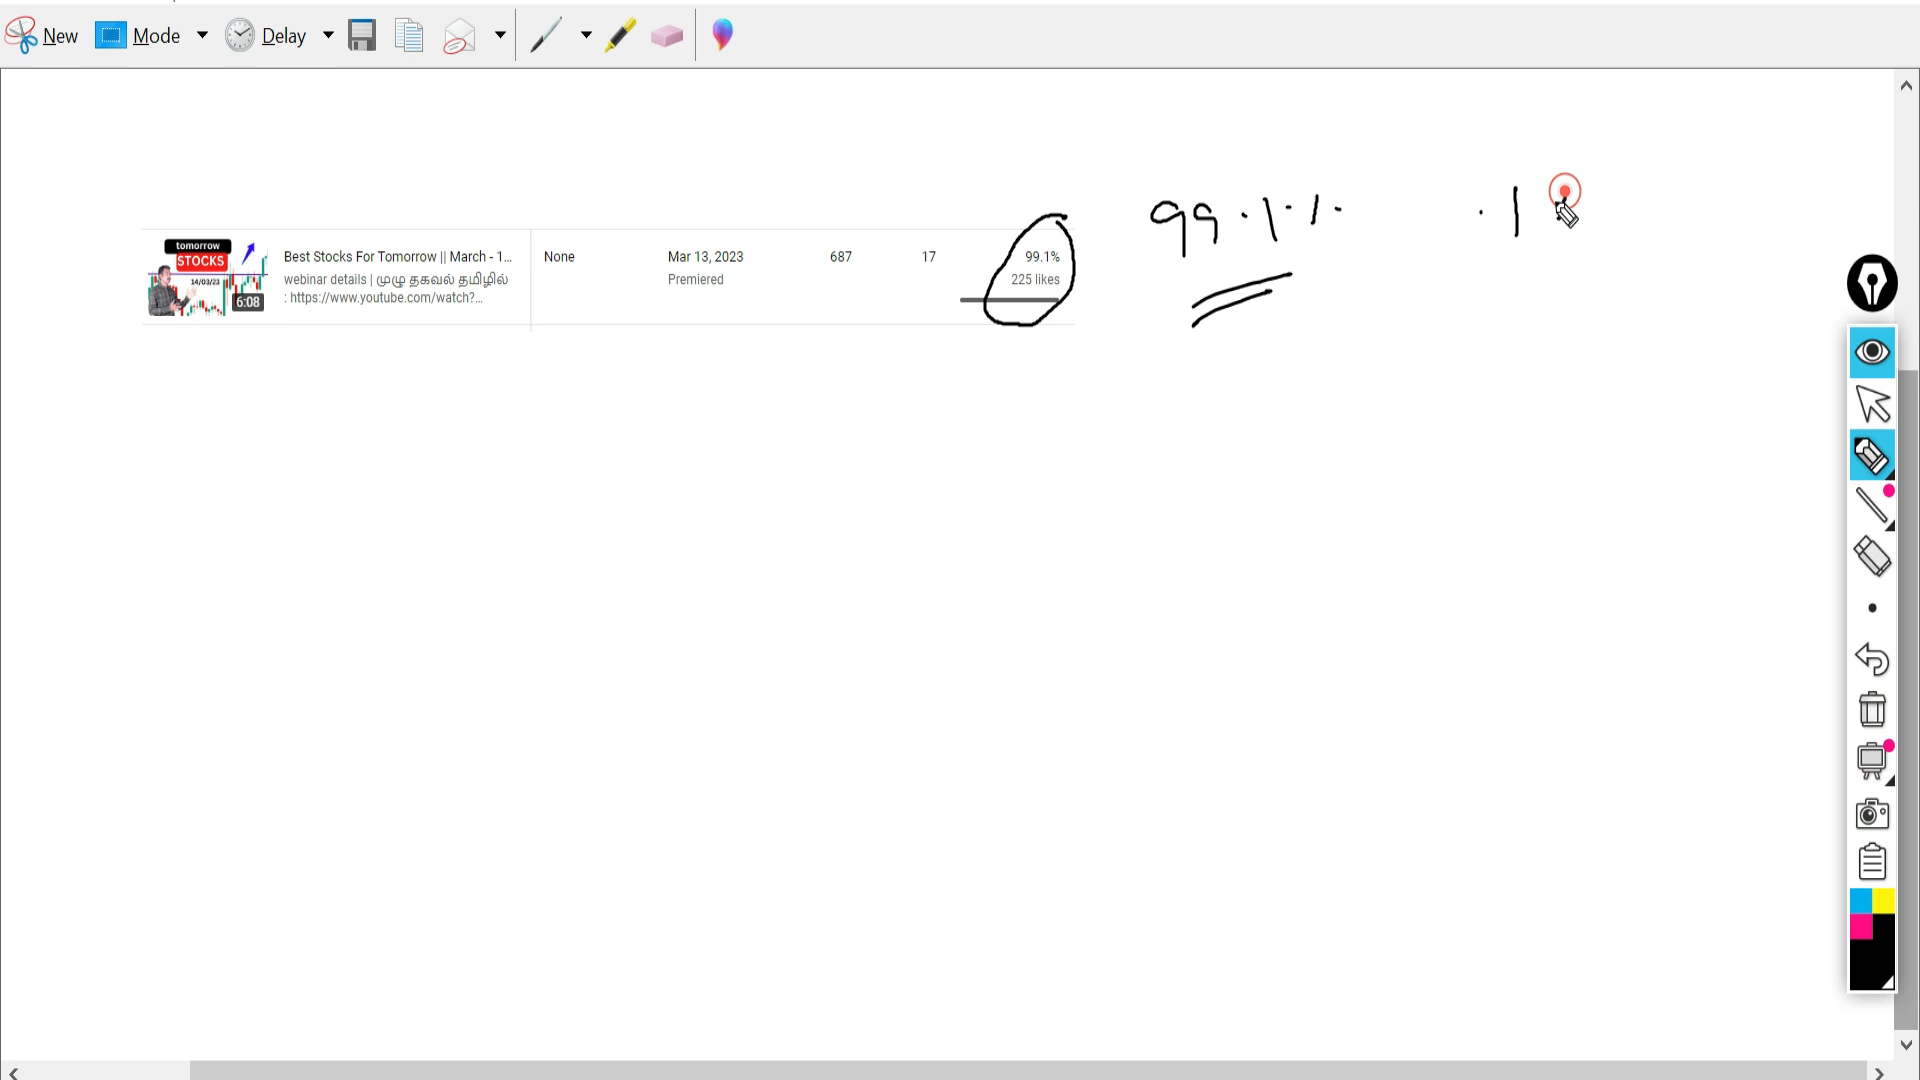 New Mode Delay
tomorrow
STOCKS
14/03/23
6:08
Best Stocks For Tomorrow || March - 1...
webinar details | முழு தகவல் தமிழில்
: https://www.youtube.com/watch?...
None
Mar 13, 2023
Premiered
687
17
99.1%
225 likes
99.1%
.1